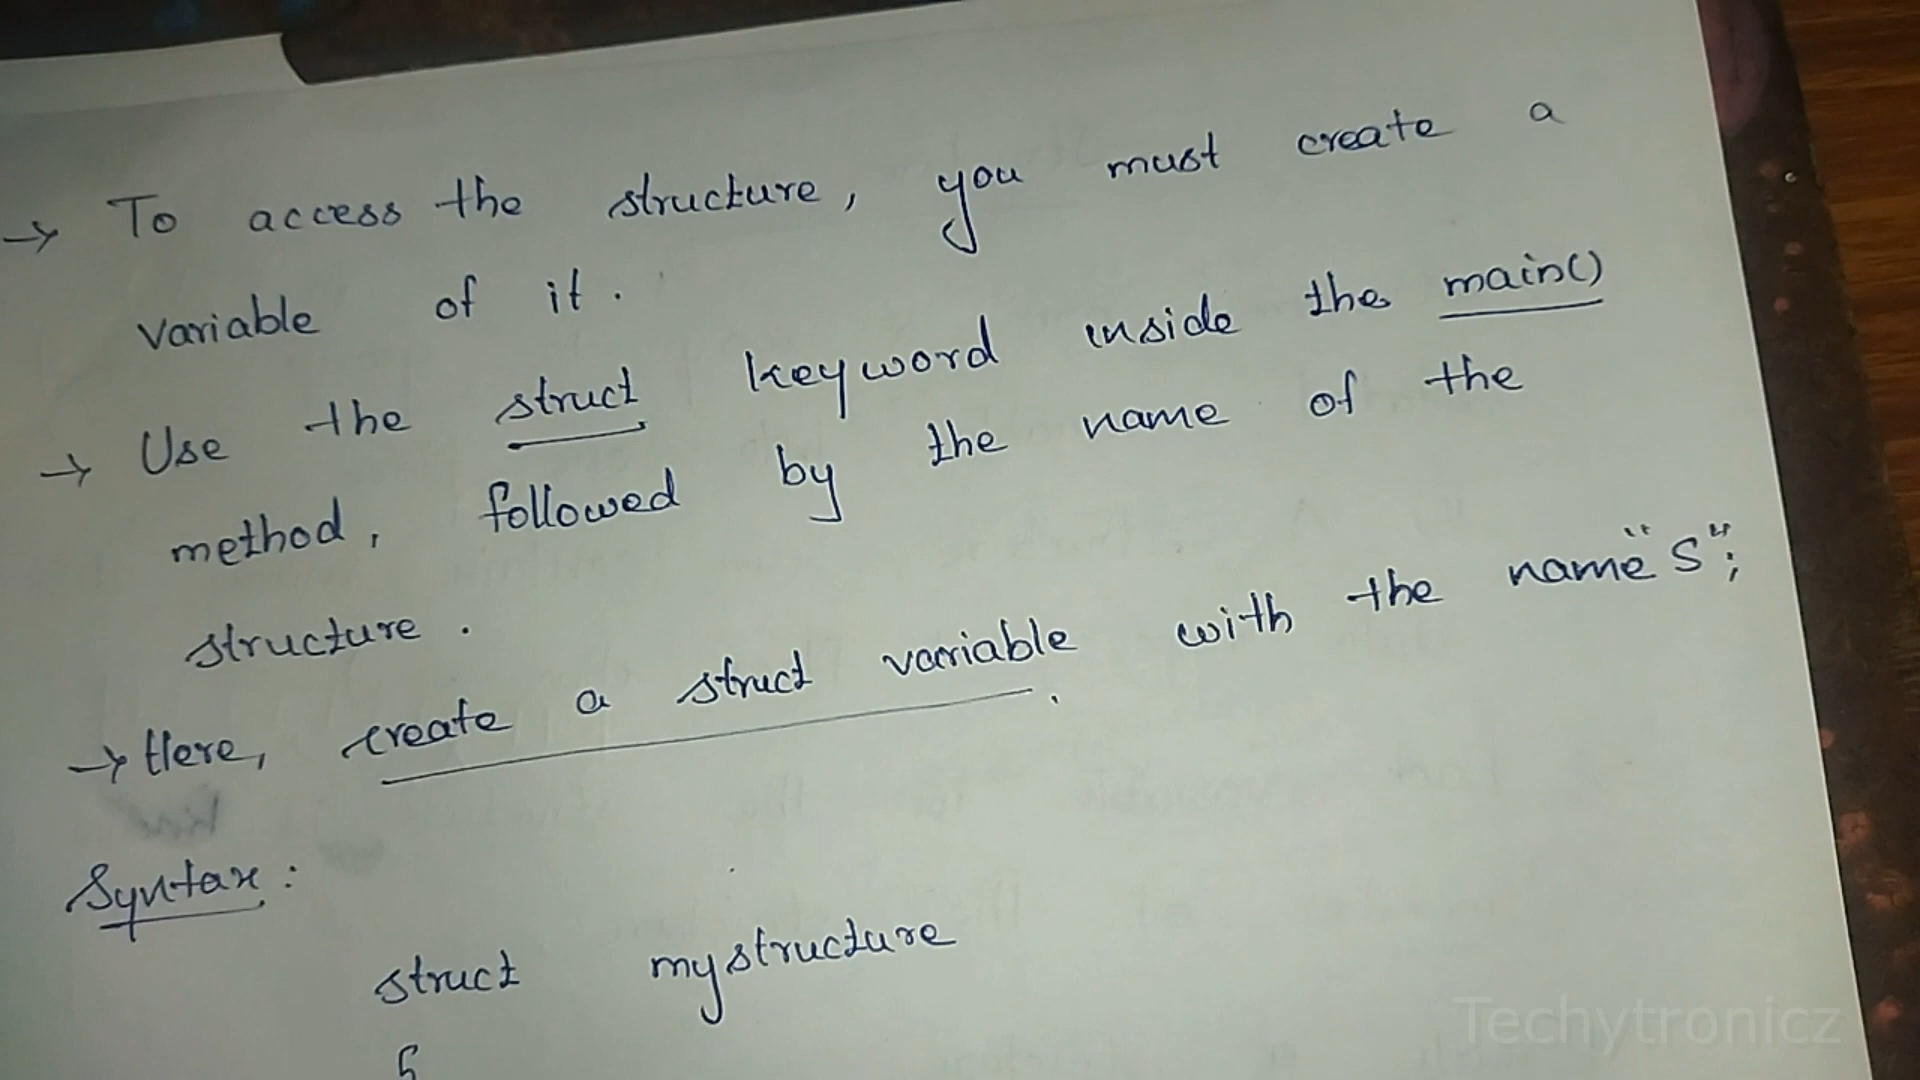 → To access the structure, you must create a
variable of it.
→ Use the struct keyword inside the main()
method, followed by the name of the
structure.
→ Here, create a struct variable with the name "S";
Syntax:
struct mystructure
{
Techytronicz